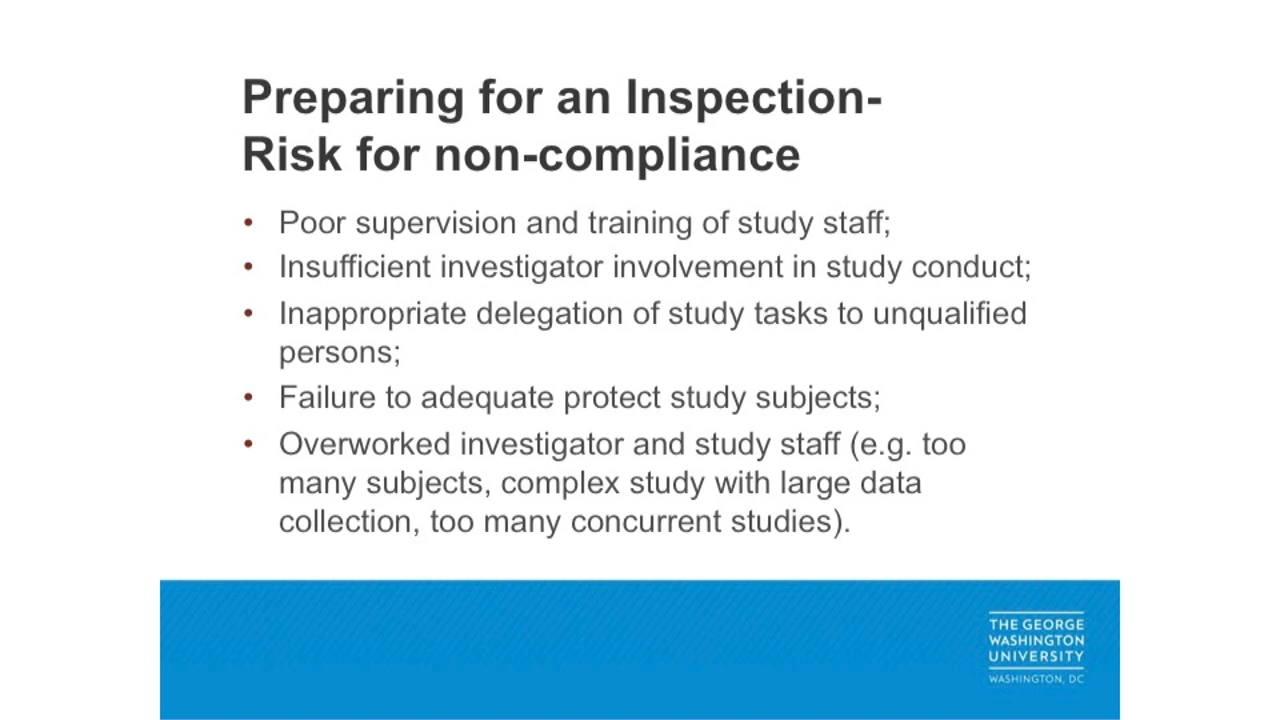 Preparing for an Inspection-
Risk for non-compliance
• Poor supervision and training of study staff;
• Insufficient investigator involvement in study conduct;
• Inappropriate delegation of study tasks to unqualified
persons;
• Failure to adequate protect study subjects;
• Overworked investigator and study staff (e.g. too
many subjects, complex study with large data
collection, too many concurrent studies).
THE GEORGE
WASHINGTON
UNIVERSITY
WASHINGTON, DC